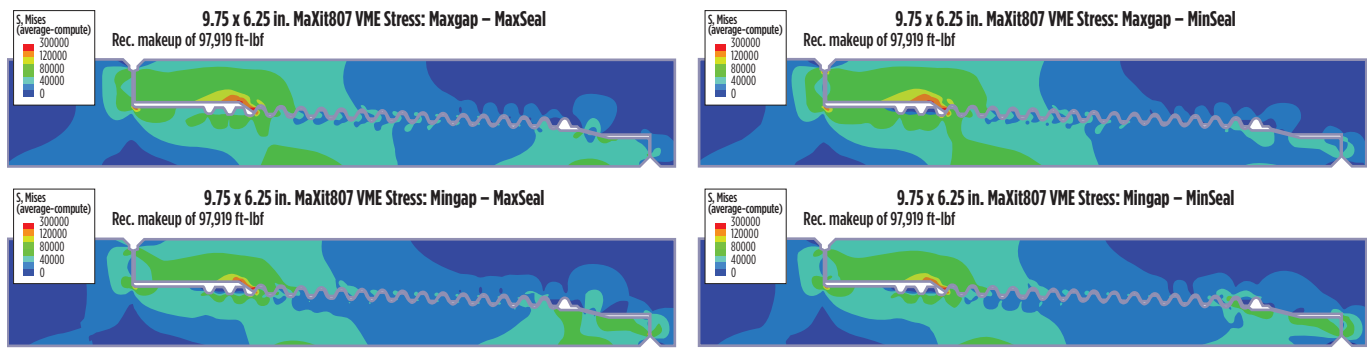 9.75 x 6.25 in. MaXit807 VME Stress: Maxgap – MaxSeal
Rec. makeup of 97,919 ft-lbf
S, Mises
(average-compute)
300000
120000
80000
40000
0
9.75 x 6.25 in. MaXit807 VME Stress: Maxgap – MinSeal
Rec. makeup of 97,919 ft-lbf
S, Mises
(average-compute)
300000
120000
80000
40000
0
9.75 x 6.25 in. MaXit807 VME Stress: Mingap – MaxSeal
Rec. makeup of 97,919 ft-lbf
S, Mises
(average-compute)
300000
120000
80000
40000
0
9.75 x 6.25 in. MaXit807 VME Stress: Mingap – MinSeal
Rec. makeup of 97,919 ft-lbf
S, Mises
(average-compute)
300000
120000
80000
40000
0